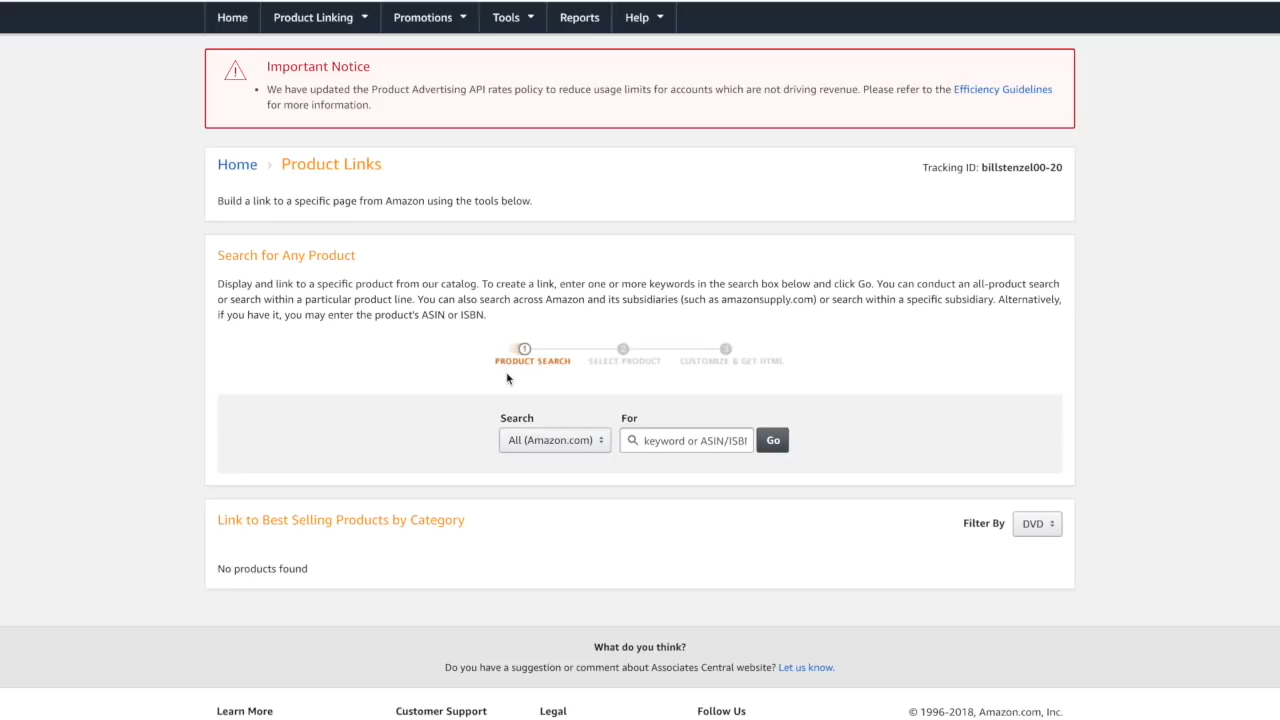 Home Product Linking Promotions Tools Reports Help
Important Notice
• We have updated the Product Advertising API rates policy to reduce usage limits for accounts which are not driving revenue. Please refer to the Efficiency Guidelines
for more information.
Home › Product Links
Tracking ID: billstenzel00-20
Build a link to a specific page from Amazon using the tools below.
Search for Any Product
Display and link to a specific product from our catalog. To create a link, enter one or more keywords in the search box below and click Go. You can conduct an all-product search
or search within a particular product line. You can also search across Amazon and its subsidiaries (such as amazonsupply.com) or search within a specific subsidiary. Alternatively,
if you have it, you may enter the product's ASIN or ISBN.
1 2 3
PRODUCT SEARCH SELECT PRODUCT CUSTOMIZE & GET HTML
Search For
All (Amazon.com) keyword or ASIN/ISBN Go
Link to Best Selling Products by Category
Filter By DVD
No products found
What do you think?
Do you have a suggestion or comment about Associates Central website? Let us know.
Learn More Customer Support Legal Follow Us © 1996-2018, Amazon.com, Inc.